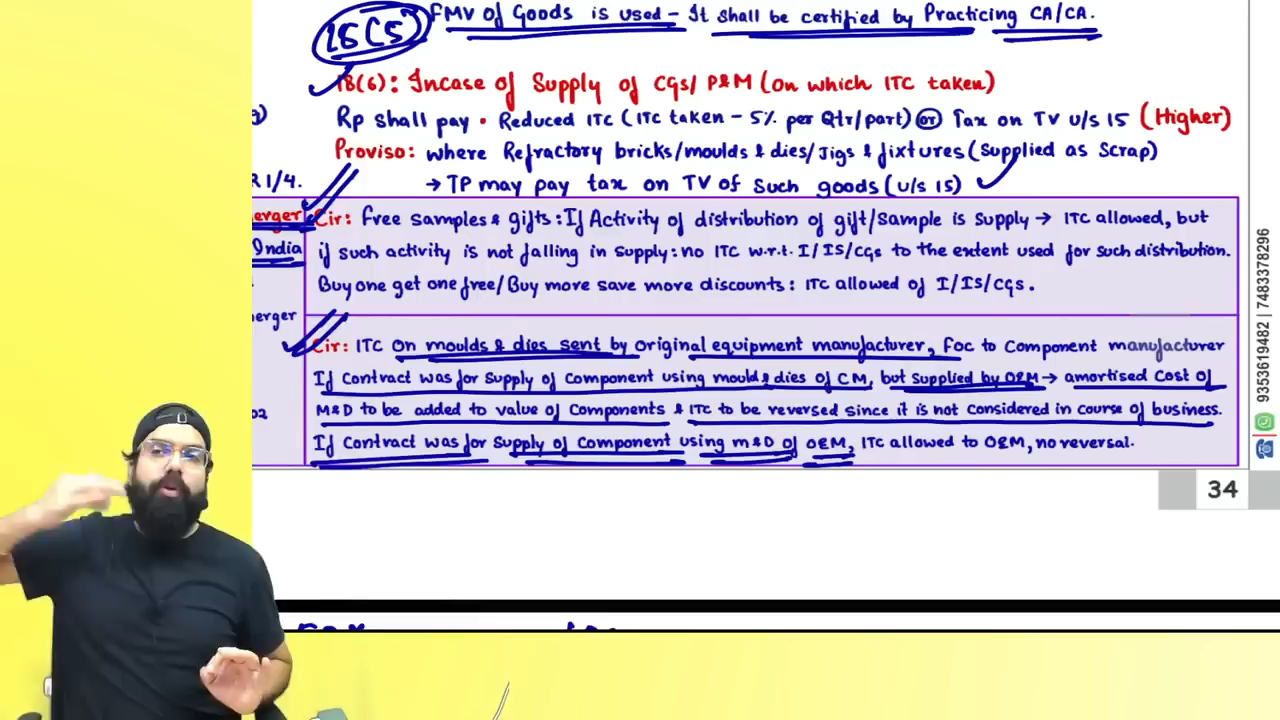 18(5)
FMV of Goods is used - It shall be certified by Practicing CA/CA.
18(6): Incase of Supply of CGs/ P&M (on which ITC taken)
Rp shall pay • Reduced ITC (ITC taken - 5% per Qtr/part) or Tax on TV u/s 15 (Higher)
Proviso: where Refractory bricks/moulds & dies/Jigs & fixtures (supplied as Scrap)
R 1/4.
→ TP may pay tax on TV of Such goods (u/s 15)
erger
Cir: Free samples & gifts: If Activity of distribution of gift/sample is supply → ITC allowed, but
India
if such activity is not falling in supply: no ITC w.r.t. I/IS/CGs to the extent used for such distribution.
Buy one get one free/Buy more save more discounts: ITC allowed of I/IS/CGs.
erger
Cir: ITC on moulds & dies sent by original equipment manufacturer, FOC to Component manufacturer
If Contract was for Supply of Component using mould & dies of CM, but supplied by OEM → amortised cost of
02
M&D to be added to value of Components & ITC to be reversed since it is not considered in course of business.
If Contract was for Supply of Component using M&D of OEM, ITC allowed to OEM, no reversal.
34
9353619482 | 7483378296